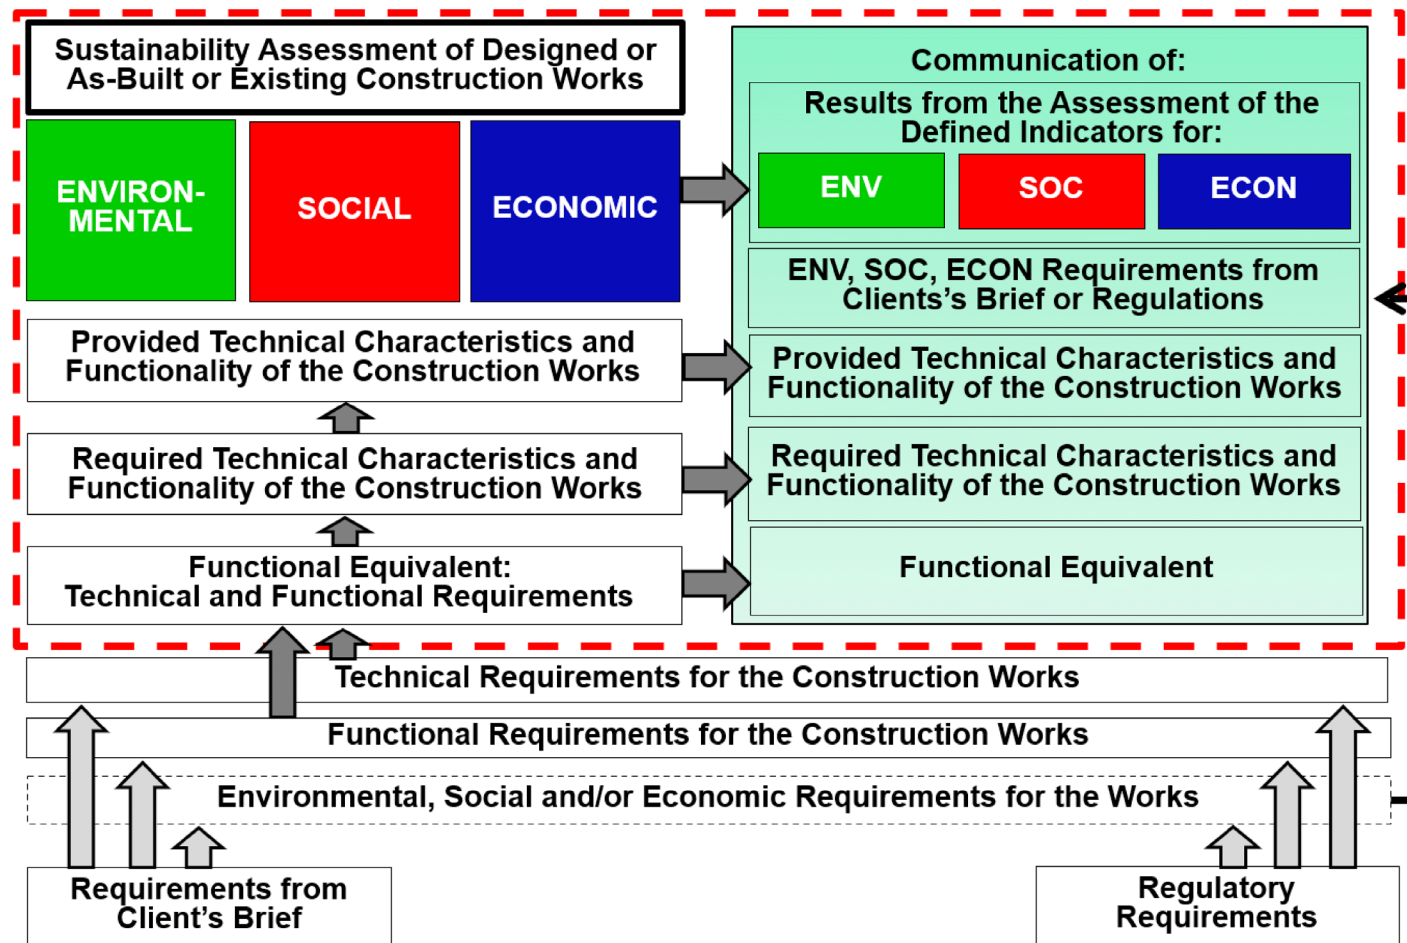 Sustainability Assessment of Designed or
As-Built or Existing Construction Works
ENVIRON-
MENTAL
SOCIAL
ECONOMIC
Provided Technical Characteristics and
Functionality of the Construction Works
Required Technical Characteristics and
Functionality of the Construction Works
Functional Equivalent:
Technical and Functional Requirements
Communication of:
Results from the Assessment of the
Defined Indicators for:
ENV
SOC
ECON
ENV, SOC, ECON Requirements from
Clients's Brief or Regulations
Provided Technical Characteristics and
Functionality of the Construction Works
Required Technical Characteristics and
Functionality of the Construction Works
Functional Equivalent
Technical Requirements for the Construction Works
Functional Requirements for the Construction Works
Environmental, Social and/or Economic Requirements for the Works
Requirements from
Client's Brief
Regulatory
Requirements